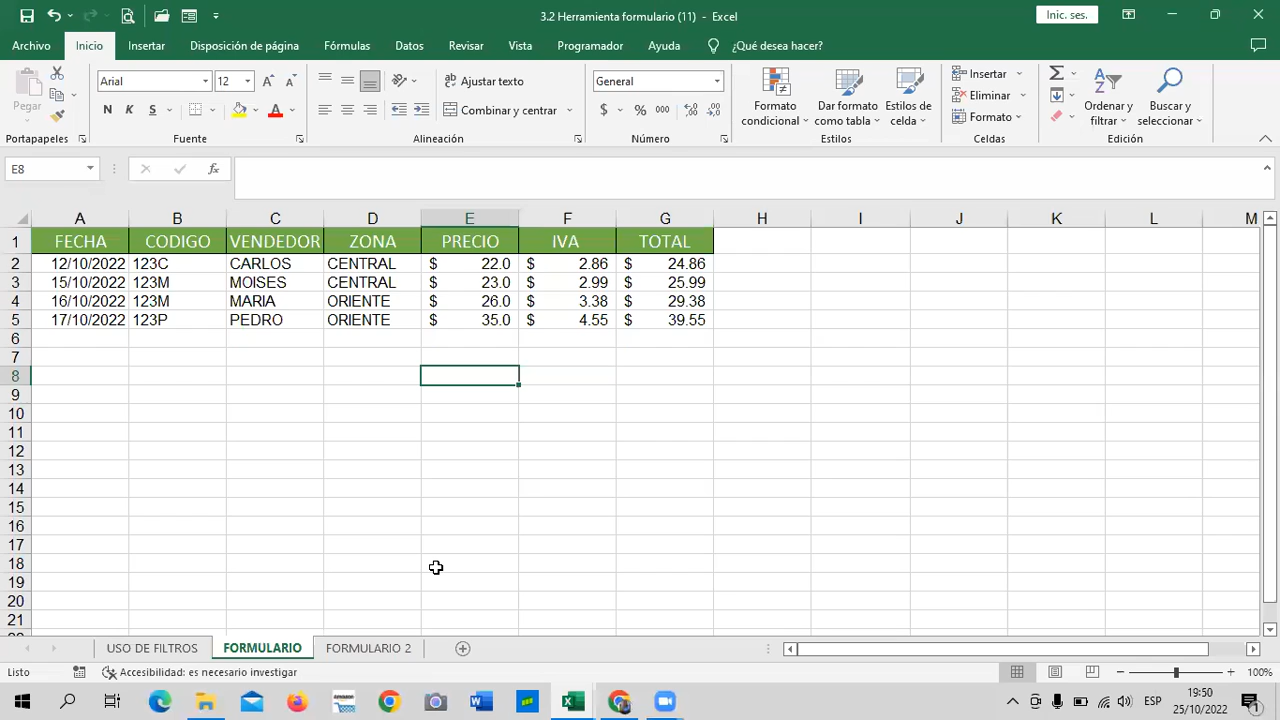 3.2 Herramienta formulario (11) - Excel
Inic. ses.
Archivo Inicio Insertar Disposición de página Fórmulas Datos Revisar Vista Programador Ayuda ¿Qué desea hacer?
Pegar
Arial 12
N K S
Ajustar texto
Combinar y centrar
General
$ % 000
Formato condicional
Dar formato como tabla
Estilos de celda
Insertar
Eliminar
Formato
Ordenar y filtrar
Buscar y seleccionar
Portapapeles Fuente Alineación Número Estilos Celdas Edición
E8 fx
A B C D E F G H I J K L M
1 FECHA CODIGO VENDEDOR ZONA PRECIO IVA TOTAL
2 12/10/2022 123C CARLOS CENTRAL $ 22.0 $ 2.86 $ 24.86
3 15/10/2022 123M MOISES CENTRAL $ 23.0 $ 2.99 $ 25.99
4 16/10/2022 123M MARIA ORIENTE $ 26.0 $ 3.38 $ 29.38
5 17/10/2022 123P PEDRO ORIENTE $ 35.0 $ 4.55 $ 39.55
6
7
8
9
10
11
12
13
14
15
16
17
18
19
20
21
USO DE FILTROS FORMULARIO FORMULARIO 2
Listo Accesibilidad: es necesario investigar 100%
ESP 19:50
25/10/2022